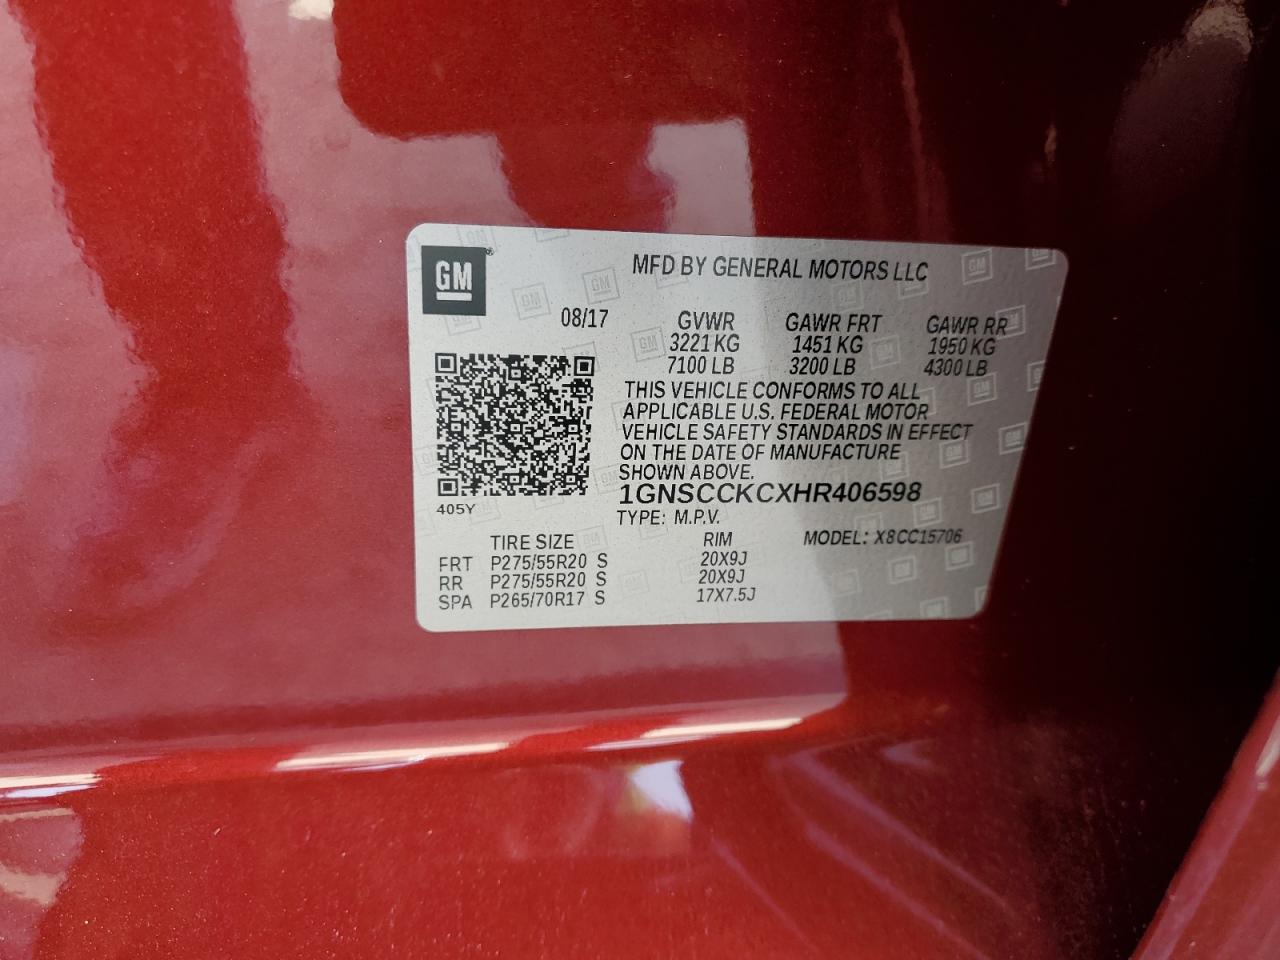 GM
MFD BY GENERAL MOTORS LLC
08/17
GVWR GAWR FRT GAWR RR
3221 KG 1451 KG 1950 KG
7100 LB 3200 LB 4300 LB
THIS VEHICLE CONFORMS TO ALL
APPLICABLE U.S. FEDERAL MOTOR
VEHICLE SAFETY STANDARDS IN EFFECT
ON THE DATE OF MANUFACTURE
SHOWN ABOVE.
1GNSCCKCXHR406598
405Y
TYPE: M.P.V.
MODEL: X8CC15706
TIRE SIZE RIM
FRT P275/55R20 S 20X9J
RR P275/55R20 S 20X9J
SPA P265/70R17 S 17X7.5J